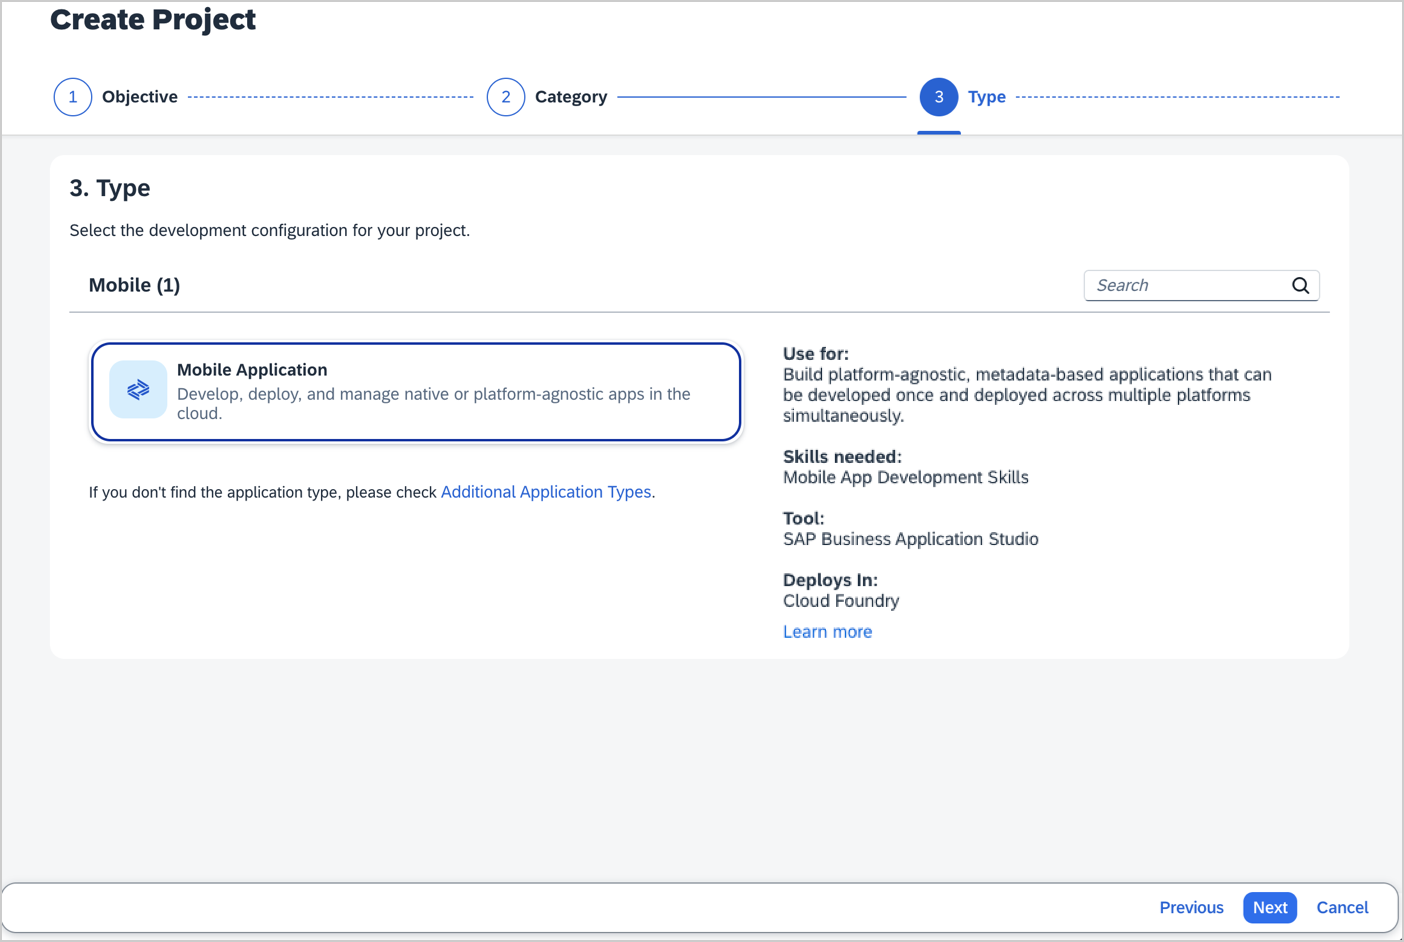 Create Project
1 Objective
2 Category
3 Type
3. Type
Select the development configuration for your project.
Mobile (1)
Search
Mobile Application
Develop, deploy, and manage native or platform-agnostic apps in the
cloud.
If you don't find the application type, please check Additional Application Types.
Use for:
Build platform-agnostic, metadata-based applications that can
be developed once and deployed across multiple platforms
simultaneously.
Skills needed:
Mobile App Development Skills
Tool:
SAP Business Application Studio
Deploys In:
Cloud Foundry
Learn more
Previous
Next
Cancel